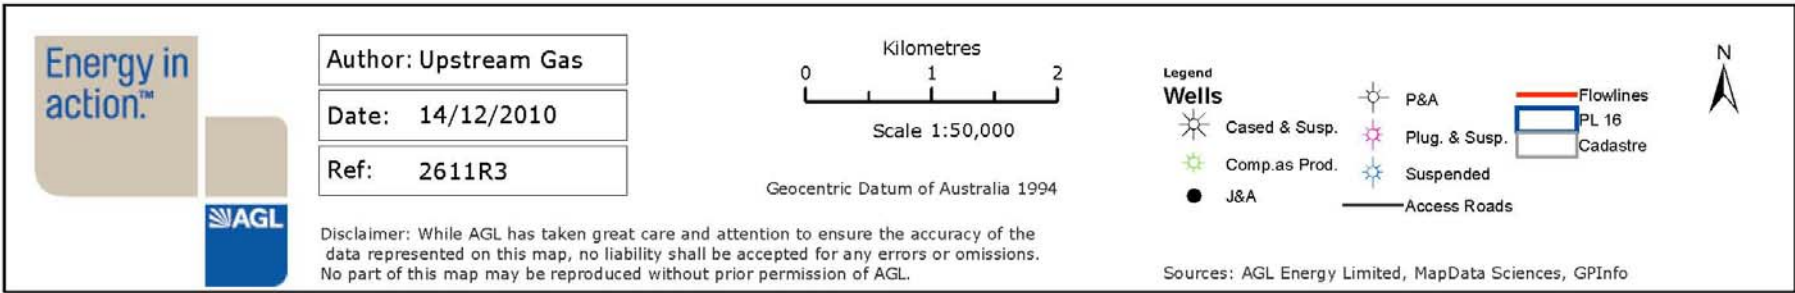 Energy in
action.™
AGL
Author: Upstream Gas
Date: 14/12/2010
Ref: 2611R3
Disclaimer: While AGL has taken great care and attention to ensure the accuracy of the
data represented on this map, no liability shall be accepted for any errors or omissions.
No part of this map may be reproduced without prior permission of AGL.
Kilometres
0 1 2
Scale 1:50,000
Geocentric Datum of Australia 1994
Legend
Wells
Cased & Susp.
Comp.as Prod.
J&A
P&A
Plug. & Susp.
Suspended
Access Roads
Flowlines
PL 16
Cadastre
Sources: AGL Energy Limited, MapData Sciences, GPInfo
N